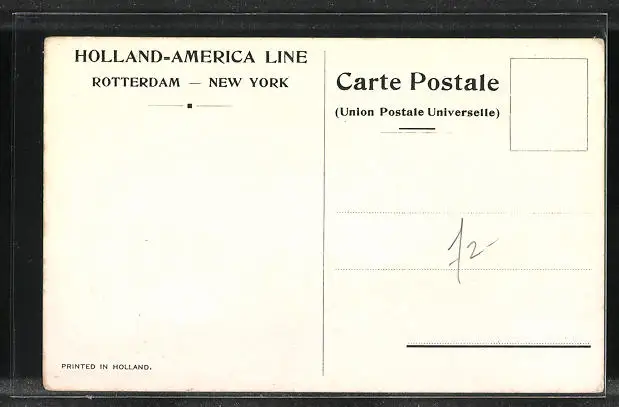 HOLLAND-AMERICA LINE
ROTTERDAM — NEW YORK
PRINTED IN HOLLAND.
Carte Postale
(Union Postale Universelle)